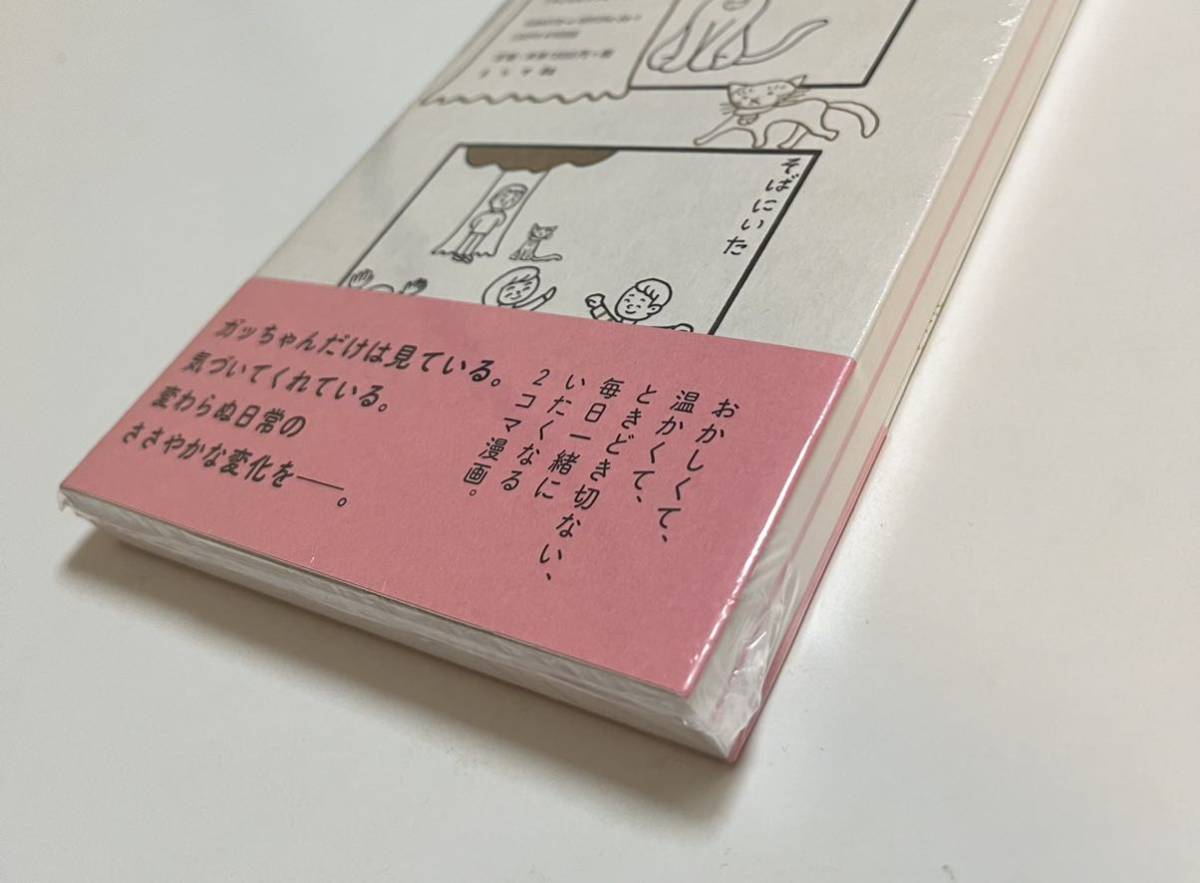 そばにいた
おかしくて、
温かくて、
ときどき切ない、
毎日一緒に
いたくなる
2コマ漫画。
ガッちゃんだけは見ている。
気づいてくれている。
変わらぬ日常の
ささやかな変化を――。